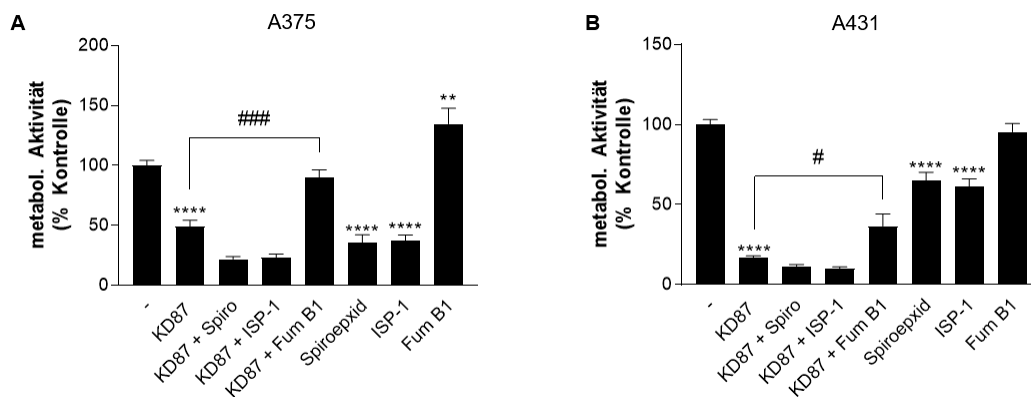 A
A375
metabol. Aktivität
(% Kontrolle)
200
150
100
50
0
****
###
****
****
**
-
KD87
KD87 + Spiro
KD87 + ISP-1
KD87 + Fum B1
Spiroepxid
ISP-1
Fum B1
B
A431
metabol. Aktivität
(% Kontrolle)
150
100
50
0
****
#
****
****
-
KD87
KD87 + Spiro
KD87 + ISP-1
KD87 + Fum B1
Spiroepxid
ISP-1
Fum B1